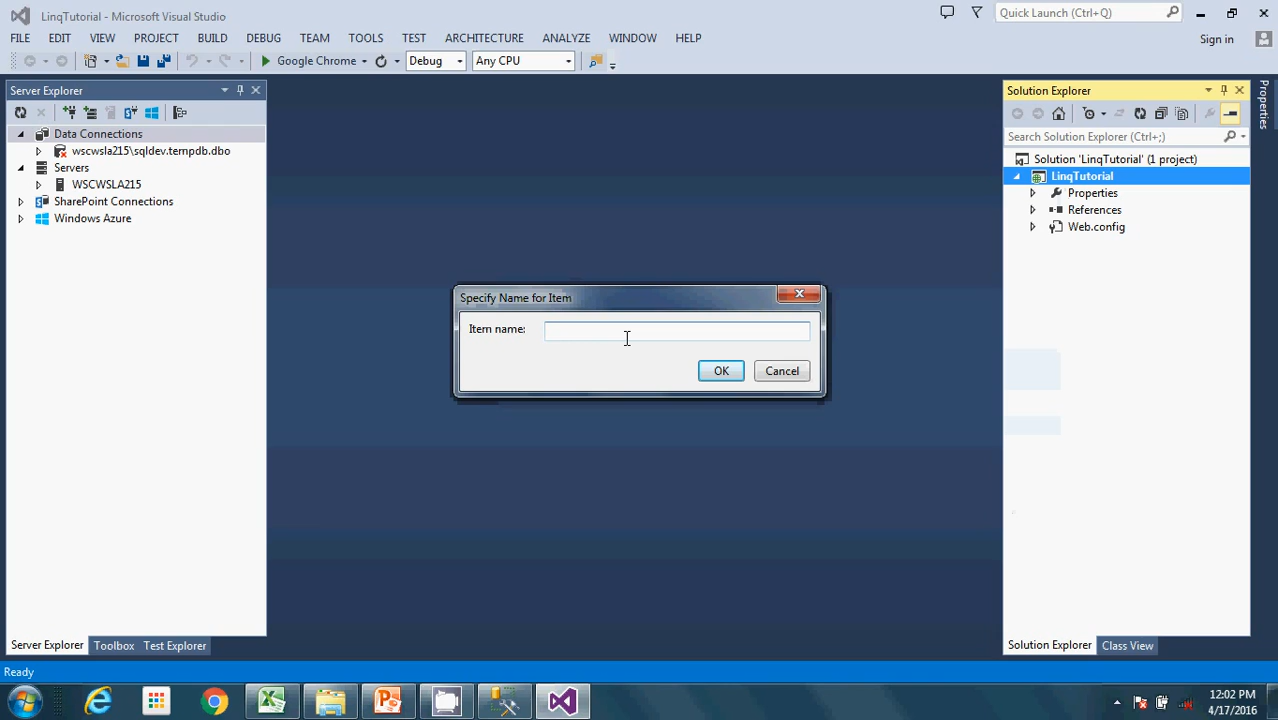 LinqTutorial - Microsoft Visual Studio
Quick Launch (Ctrl+Q)
FILE EDIT VIEW PROJECT BUILD DEBUG TEAM TOOLS TEST ARCHITECTURE ANALYZE WINDOW HELP
Sign in
Google Chrome Debug Any CPU
Server Explorer
Data Connections
wscwsla215\sqldev.tempdb.dbo
Servers
WSCWSLA215
SharePoint Connections
Windows Azure
Specify Name for Item
Item name:
OK Cancel
Solution Explorer
Search Solution Explorer (Ctrl+;)
Solution 'LinqTutorial' (1 project)
LinqTutorial
Properties
References
Web.config
Properties
Server Explorer Toolbox Test Explorer
Solution Explorer Class View
Ready
12:02 PM
4/17/2016